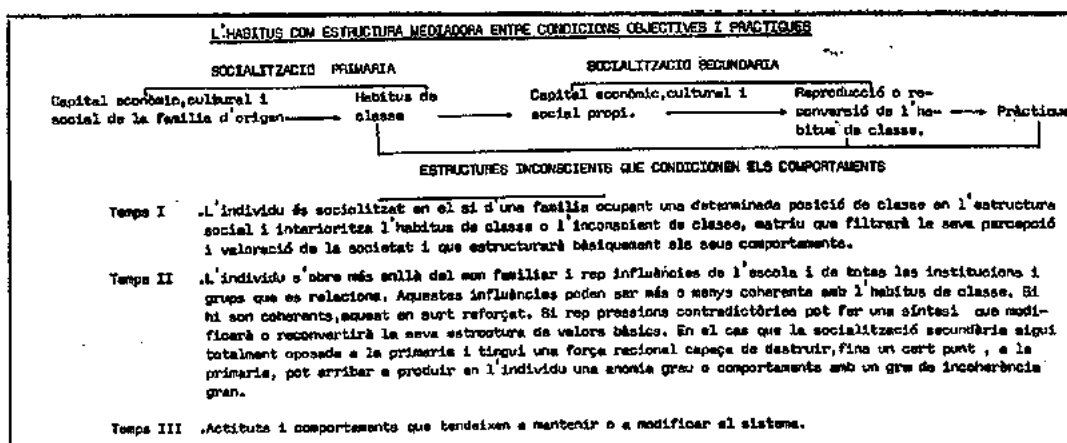 L'HABITUS COM ESTRUCTURA MEDIADORA ENTRE CONDICIONS OBJECTIVES I PRACTIQUES
SOCIALITZACIO PRIMARIA SOCIALITZACIO SECUNDARIA
Capital econòmic,cultural i Habitus de Capital econòmic,cultural i Reproducció o re-
social de la familia d'origen classe social propi. conversió de l'ha- Pràctique
bitus de classe.
ESTRUCTURES INCONSCIENTS QUE CONDICIONEN ELS COMPORTAMENTS
Temps I .L'individu és socialitzat en el si d'una familia ocupant una determinada posició de classe en l'estructura
social i interioritza l'habitus de classe o l'inconscient de classe, matriu que filtrarà la seva percepció
i valoració de la societat i que estructurarà bàsicament els seus comportaments.
Temps II .L'individu s'obre més enllà del mon familiar i rep influències de l'escola i de totes les institucions i
grups que es relaciona. Aquestes influències poden ser més o menys coherents amb l'habitus de classe. Si
hi son coherents,aquest en surt reforçat. Si rep pressions contradictòries pot fer una síntesi que modi-
ficarà o reconvertirà la seva estructura de valors bàsics. En el cas que la socialització secundària sigui
totalment oposada a la primaria i tingui una força racional capaça de destruir,fins un cert punt , a la
primaria, pot arribar a produir en l'individu una anomia greu o comportaments amb un grau de incoherència
gran.
Temps III .Actituts i comportaments que tendeixen a mantenir o a modificar el sistema.